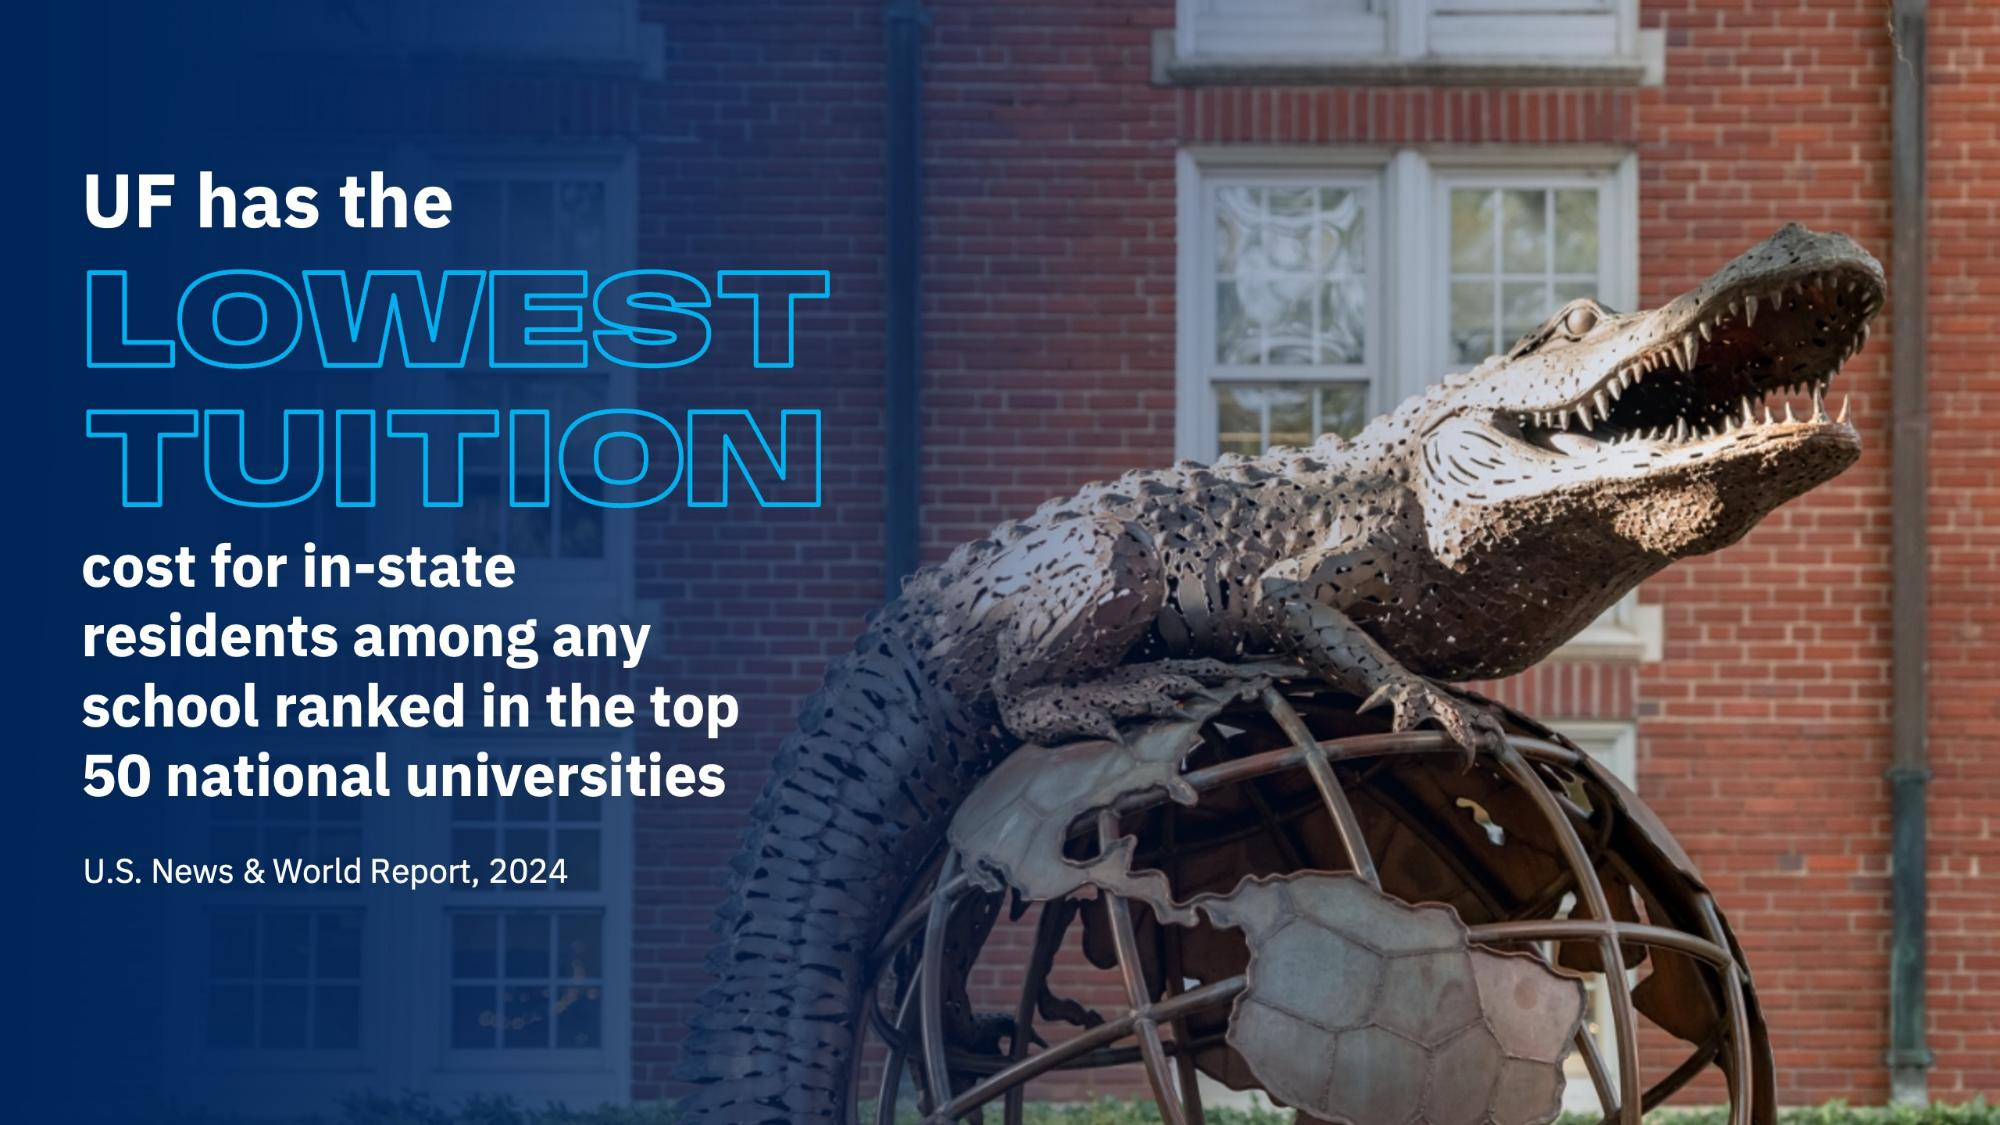 UF has the
LOWEST
TUITION
cost for in-state
residents among any
school ranked in the top
50 national universities
U.S. News & World Report, 2024